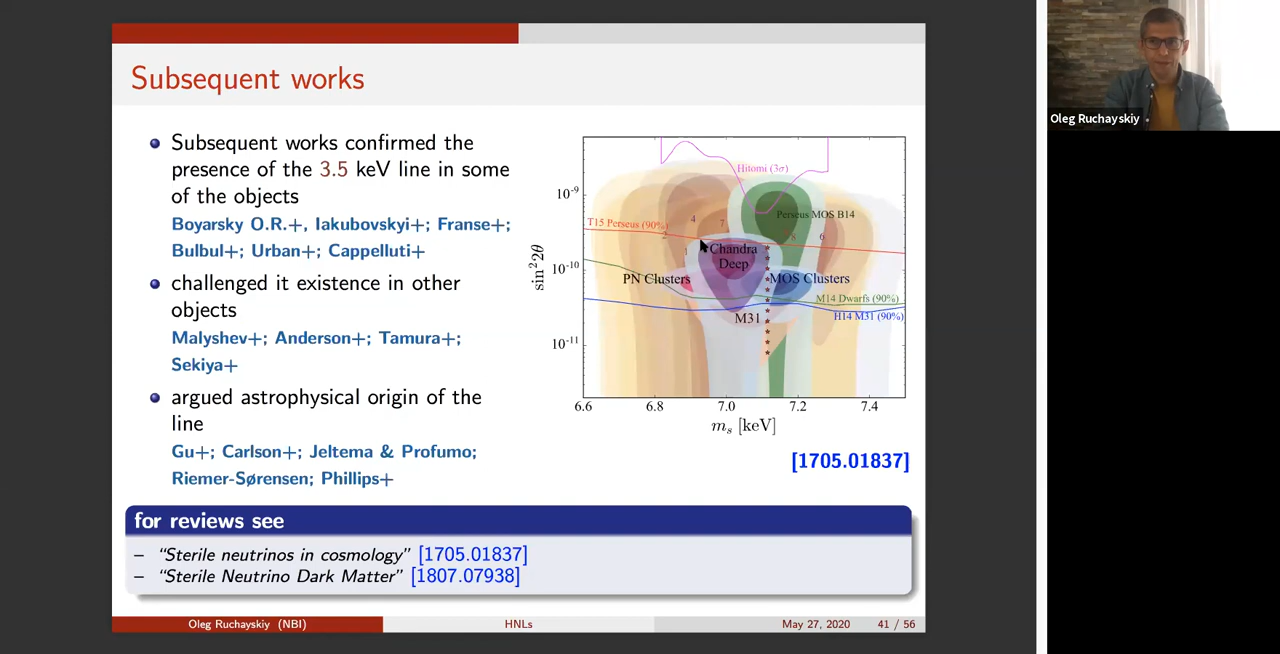 Subsequent works
Subsequent works confirmed the
presence of the 3.5 keV line in some
of the objects
Boyarsky O.R.+, Iakubovskyi+; Franse+;
Bulbul+; Urban+; Cappelluti+
challenged it existence in other
objects
Malyshev+; Anderson+; Tamura+;
Sekiya+
argued astrophysical origin of the
line
Gu+; Carlson+; Jeltema & Profumo;
Riemer-Sørensen; Phillips+
Hitomi (3σ)
10⁻⁹
Perseus MOS B14
T15 Perseus (90%)
4
7
2
8
6
1
Chandra
Deep
10⁻¹⁰
PN Clusters
MOS Clusters
M14 Dwarfs (90%)
H14 M31 (90%)
M31
10⁻¹¹
sin²2θ
6.6 6.8 7.0 7.2 7.4
mₛ [keV]
[1705.01837]
for reviews see
– “Sterile neutrinos in cosmology” [1705.01837]
– “Sterile Neutrino Dark Matter” [1807.07938]
Oleg Ruchayskiy (NBI) HNLs May 27, 2020 41 / 56
Oleg Ruchayskiy